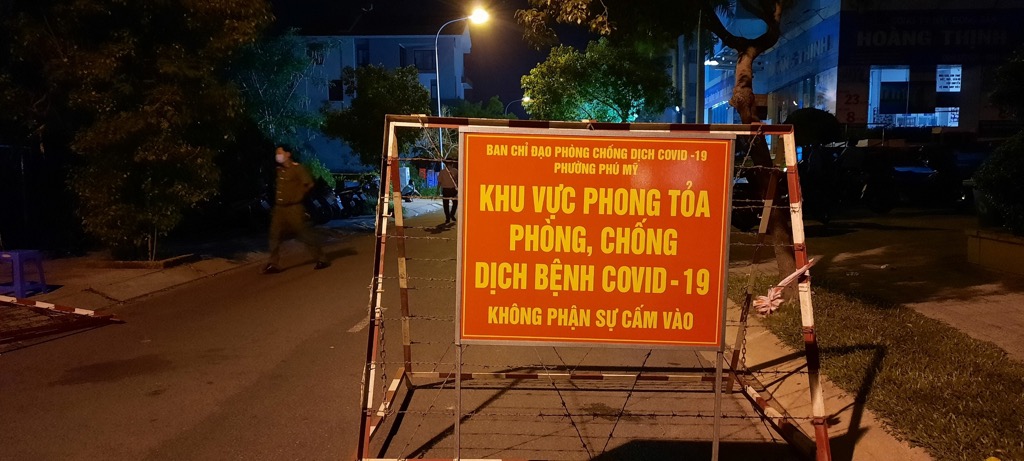 BAN CHỈ ĐẠO PHÒNG CHỐNG DỊCH COVID -19
PHƯỜNG PHÚ MỸ
KHU VỰC PHONG TỎA
PHÒNG, CHỐNG
DỊCH BỆNH COVID - 19
KHÔNG PHẬN SỰ CẤM VÀO
HOÀNG THỊNH
23